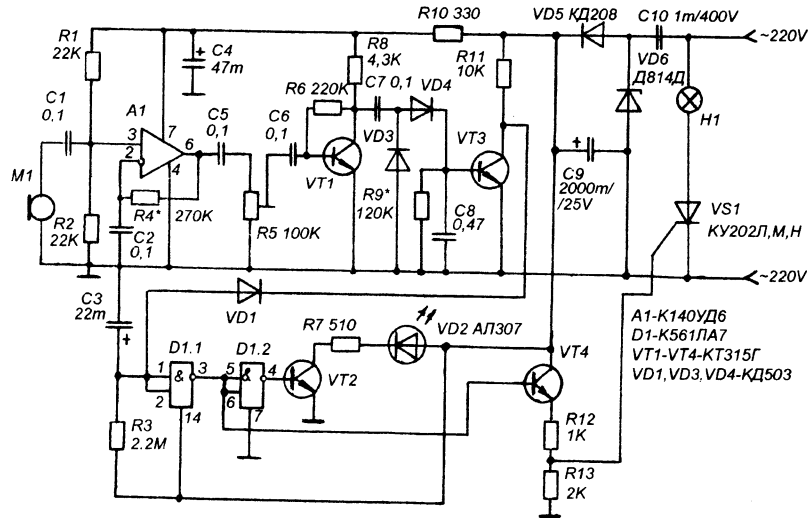 R10 330
VD5 КД208
C10 1m/400V
~220V
R1
22K
C4
47m
R8
4,3K
R11
10K
VD6
Д814Д
H1
C1
0,1
A1
C5
0,1
R6 220K
C6
0,1
C7 0,1
VD4
VD3
VT3
3
2
7
6
4
VT1
C9
2000m/
/25V
M1
R4* 270K
R2
22K
C2
0,1
R5 100K
R9*
120K
C8
0,47
VS1
КУ202Л,М,Н
~220V
C3
22m
VD1
R7 510
VD2 АЛ307
A1-К140УД6
D1-К561ЛА7
VT1-VT4-КТ315Г
VD1,VD3,VD4-КД503
D1.1
D1.2
VT4
1
&
3
2
14
5
&
4
6
7
VT2
R3
2.2M
R12
1K
R13
2K